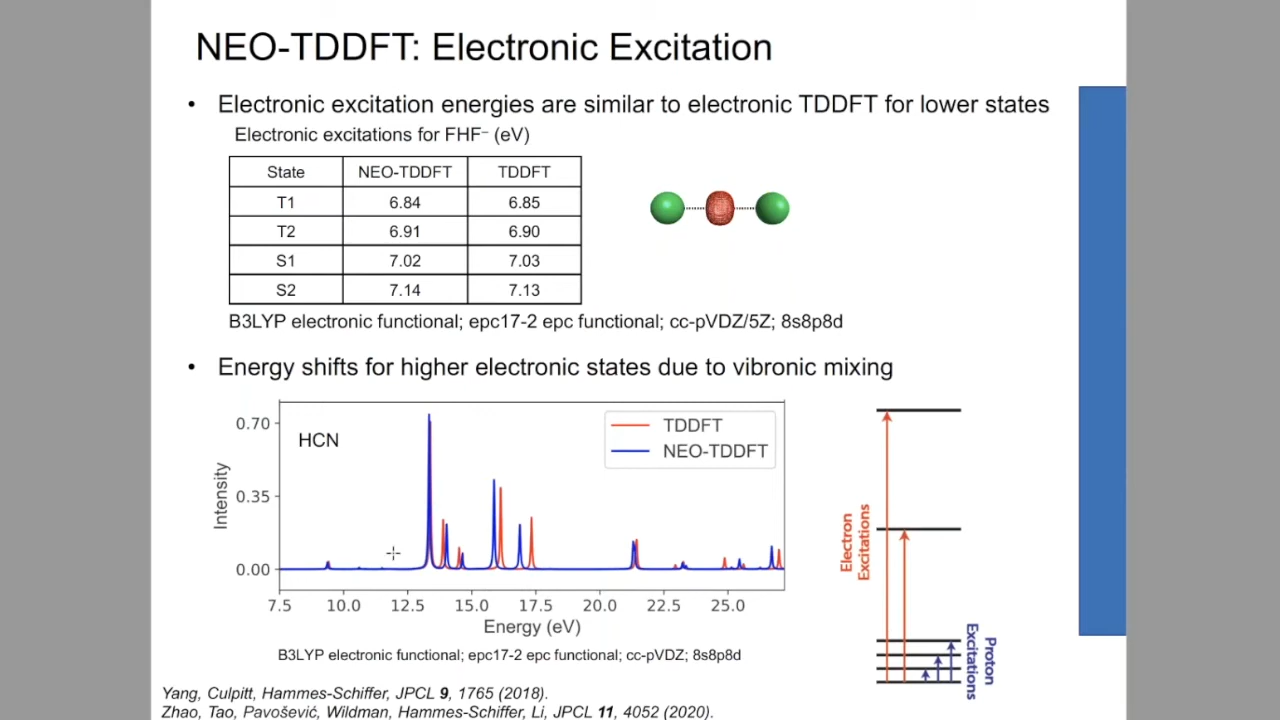 NEO-TDDFT: Electronic Excitation
• Electronic excitation energies are similar to electronic TDDFT for lower states
Electronic excitations for FHF⁻ (eV)
State NEO-TDDFT TDDFT
T1 6.84 6.85
T2 6.91 6.90
S1 7.02 7.03
S2 7.14 7.13
B3LYP electronic functional; epc17-2 epc functional; cc-pVDZ/5Z; 8s8p8d
• Energy shifts for higher electronic states due to vibronic mixing
HCN
TDDFT
NEO-TDDFT
Intensity
0.70
0.35
0.00
7.5 10.0 12.5 15.0 17.5 20.0 22.5 25.0
Energy (eV)
B3LYP electronic functional; epc17-2 epc functional; cc-pVDZ; 8s8p8d
Electron
Excitations
Proton
Excitations
Yang, Culpitt, Hammes-Schiffer, JPCL 9, 1765 (2018).
Zhao, Tao, Pavošević, Wildman, Hammes-Schiffer, Li, JPCL 11, 4052 (2020).